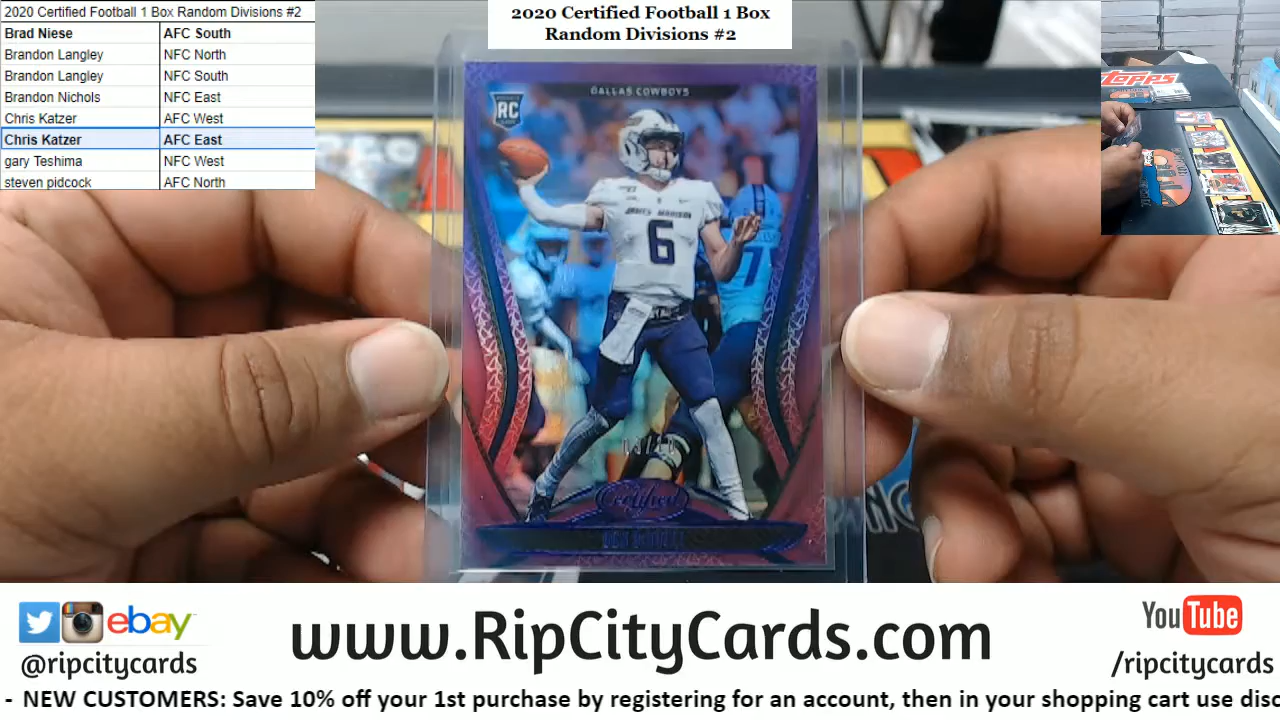 2020 Certified Football 1 Box Random Divisions #2
Brad Niese AFC South
Brandon Langley NFC North
Brandon Langley NFC South
Brandon Nichols NFC East
Chris Katzer AFC West
Chris Katzer AFC East
gary Teshima NFC West
steven pidcock AFC North
2020 Certified Football 1 Box
Random Divisions #2
TOPPS
DALLAS COWBOYS
RC
JAMES MADISON
6
7
Certified
ebay
@ripcitycards
www.RipCityCards.com
YouTube
/ripcitycards
- NEW CUSTOMERS: Save 10% off your 1st purchase by registering for an account, then in your shopping cart use disc